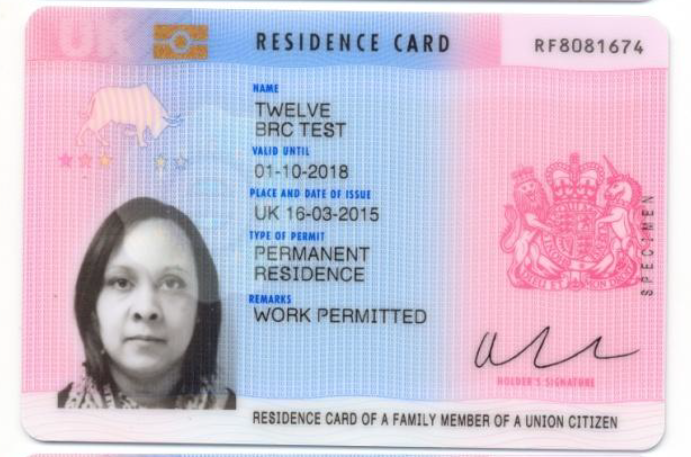 UK
RESIDENCE CARD
RF8081674
NAME
TWELVE
BRC TEST
VALID UNTIL
01-10-2018
PLACE AND DATE OF ISSUE
UK 16-03-2015
TYPE OF PERMIT
PERMANENT
RESIDENCE
REMARKS
WORK PERMITTED
SPECIMEN
HOLDER'S SIGNATURE
RESIDENCE CARD OF A FAMILY MEMBER OF A UNION CITIZEN